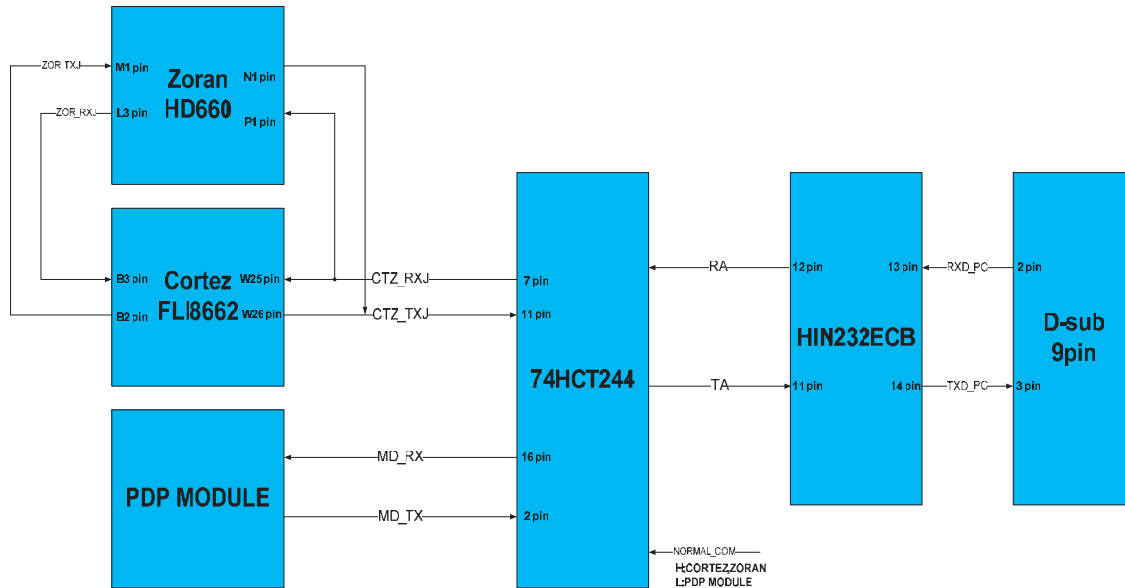 ZOR TXJ
M1 pin
Zoran
HD660
N1 pin
ZOR_RXJ
L3 pin
P1 pin
B3 pin
Cortez
FLI8662
W25 pin
CTZ_RXJ
7 pin
B2 pin
W26 pin
CTZ_TXJ
11 pin
74HCT244
PDP MODULE
MD_RX
16 pin
MD_TX
2 pin
RA
12 pin
13 pin
RXD_PC
2 pin
HIN232ECB
D-sub
9pin
TA
11 pin
14 pin
TXD_PC
3 pin
NORMAL_COM
H:CORTEZ,ZORAN
L:PDP MODULE